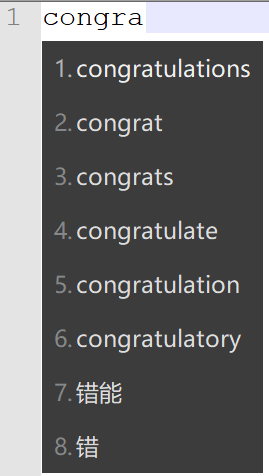 1 congra
1. congratulations
2. congrat
3. congrats
4. congratulate
5. congratulation
6. congratulatory
7. 错能
8. 错